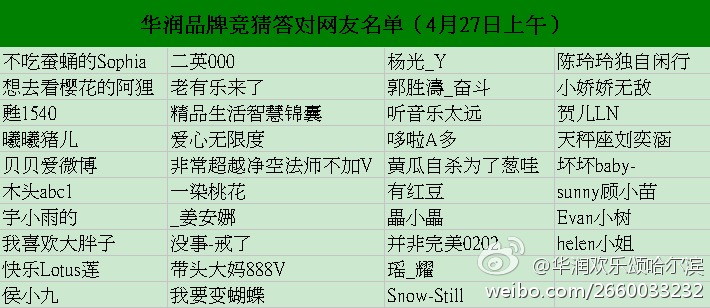 华润品牌竞猜答对网友名单（4月27日上午）
不吃蚕蛹的Sophia 二英000 杨光_Y 陈玲玲独自闲行
想去看樱花的阿狸 老有乐来了 郭胜濤_奋斗 小娇娇无敌
甦1540 精品生活智慧锦囊 听音乐太远 贺儿LN
曦曦猪儿 爱心无限度 哆啦A多 天秤座刘奕涵
贝贝爱微博 非常超越净空法师不加V 黄瓜自杀为了葱哇 坏坏baby-
木头abc1 一染桃花 有红豆 sunny顾小苗
宇小雨的 _姜安娜 畾小畾 Evan小树
我喜欢大胖子 没事-戒了 并非完美0202 helen小姐
快乐Lotus莲 带头大妈888V 瑶_耀
侯小九 我要变蝴蝶 Snow-Still
@华润欢乐颂哈尔滨
weibo.com/2660033232